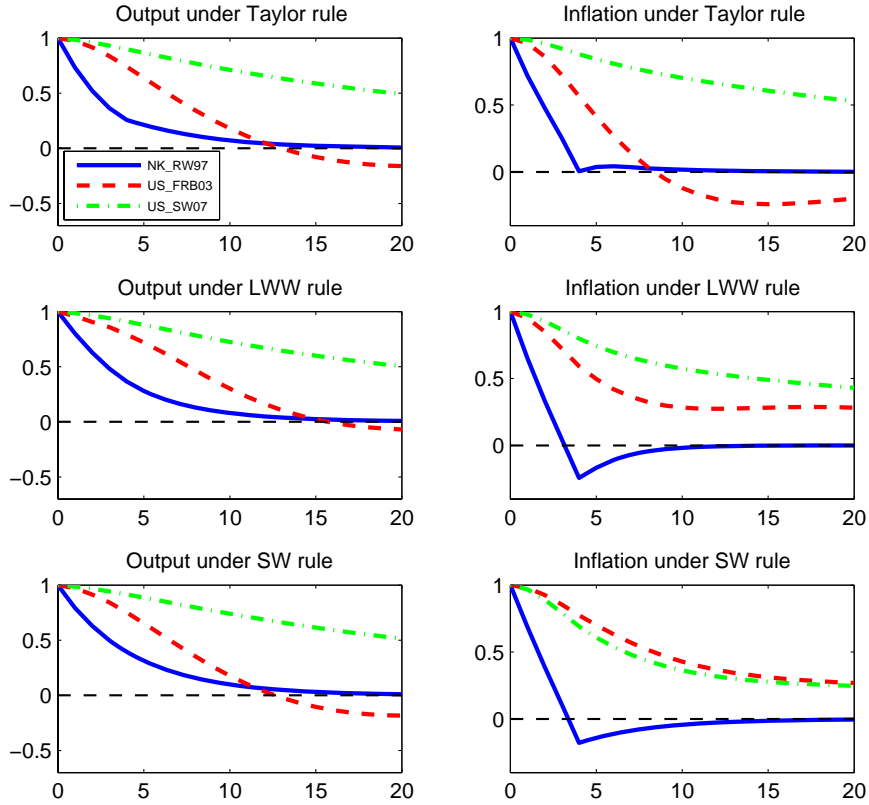 Output under Taylor rule
1
0.5
0
−0.5
NK_RW97
US_FRB03
US_SW07
0 5 10 15 20
Inflation under Taylor rule
1
0.5
0
0 5 10 15 20
Output under LWW rule
1
0.5
0
−0.5
0 5 10 15 20
Inflation under LWW rule
1
0.5
0
0 5 10 15 20
Output under SW rule
1
0.5
0
−0.5
0 5 10 15 20
Inflation under SW rule
1
0.5
0
0 5 10 15 20